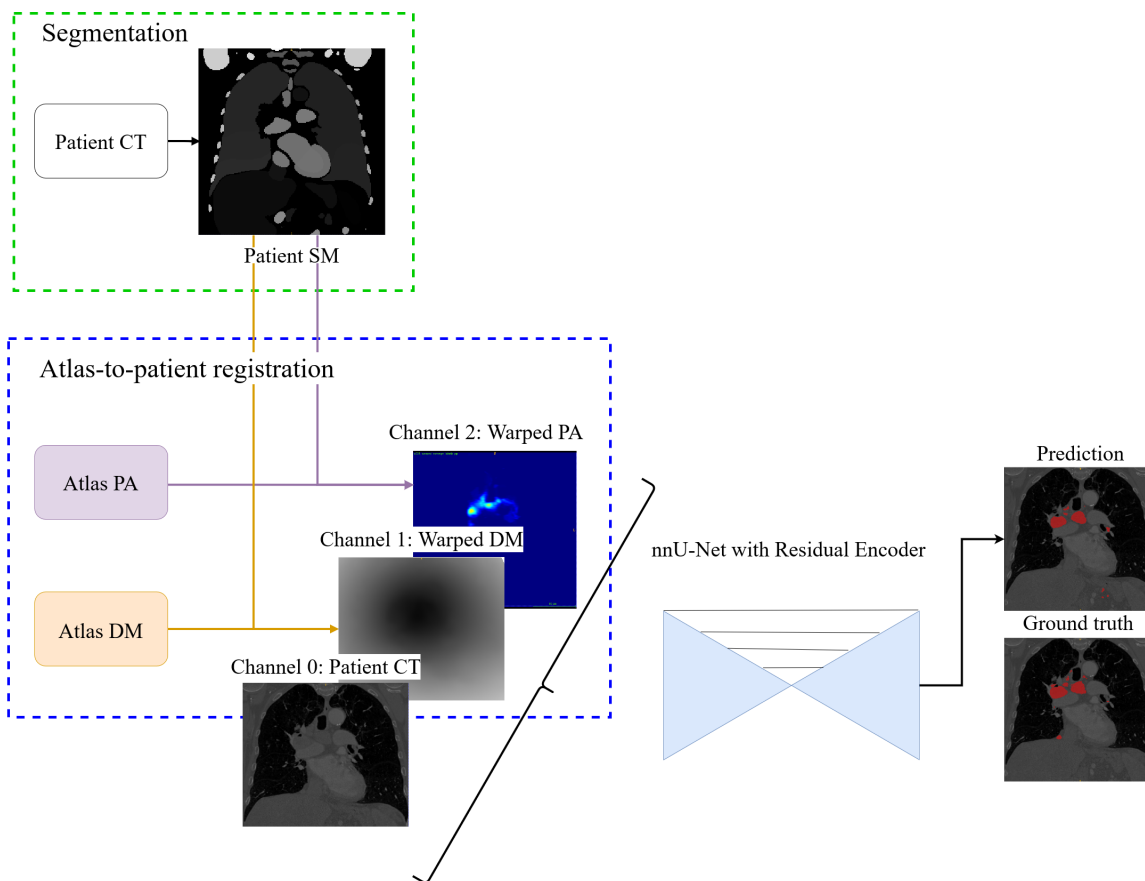 Segmentation
Patient CT
Patient SM
Atlas-to-patient registration
Channel 2: Warped PA
Atlas PA
Channel 1: Warped DM
Atlas DM
Channel 0: Patient CT
nnU-Net with Residual Encoder
Prediction
Ground truth